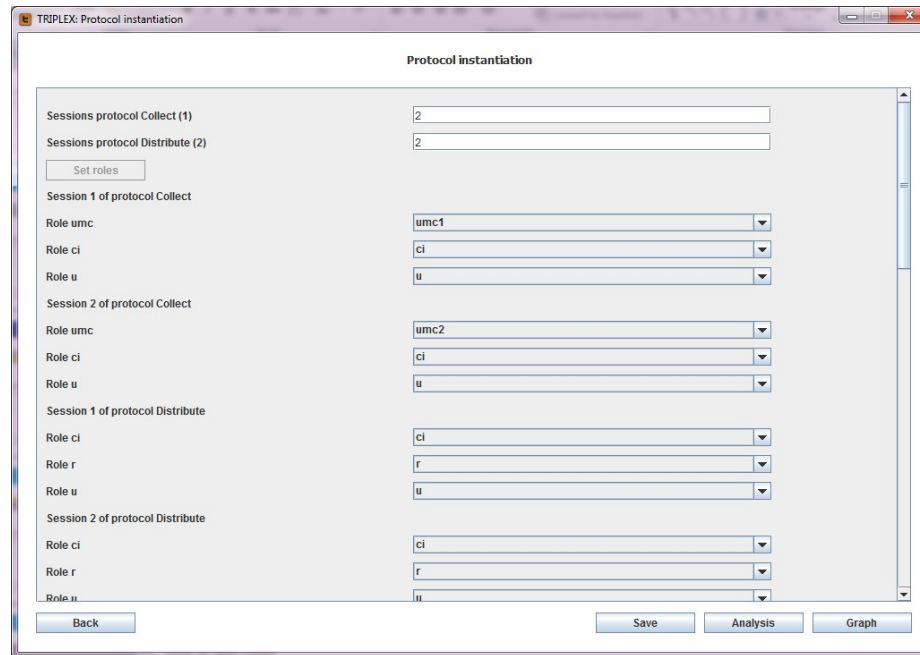 TRIPLEX: Protocol instantiation
Protocol instantiation
Sessions protocol Collect (1) 2
Sessions protocol Distribute (2) 2
Set roles
Session 1 of protocol Collect
Role umc umc1
Role ci ci
Role u u
Session 2 of protocol Collect
Role umc umc2
Role ci ci
Role u u
Session 1 of protocol Distribute
Role ci ci
Role r r
Role u u
Session 2 of protocol Distribute
Role ci ci
Role r r
Role u u
Back Save Analysis Graph